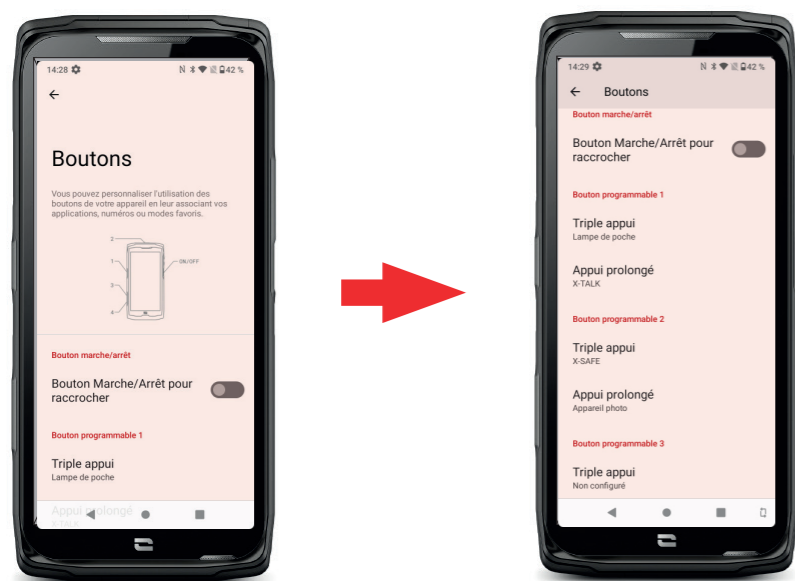 14:28
N 42 %
Boutons
Vous pouvez personnaliser l'utilisation des
boutons de votre appareil en leur associant vos
applications, numéros ou modes favoris.
2
1
ON/OFF
3
4
Bouton marche/arrêt
Bouton Marche/Arrêt pour
raccrocher
Bouton programmable 1
Triple appui
Lampe de poche
Appui prolongé
X-TALK
14:29
N 42 %
Boutons
Bouton marche/arrêt
Bouton Marche/Arrêt pour
raccrocher
Bouton programmable 1
Triple appui
Lampe de poche
Appui prolongé
X-TALK
Bouton programmable 2
Triple appui
X-SAFE
Appui prolongé
Appareil photo
Bouton programmable 3
Triple appui
Non configuré